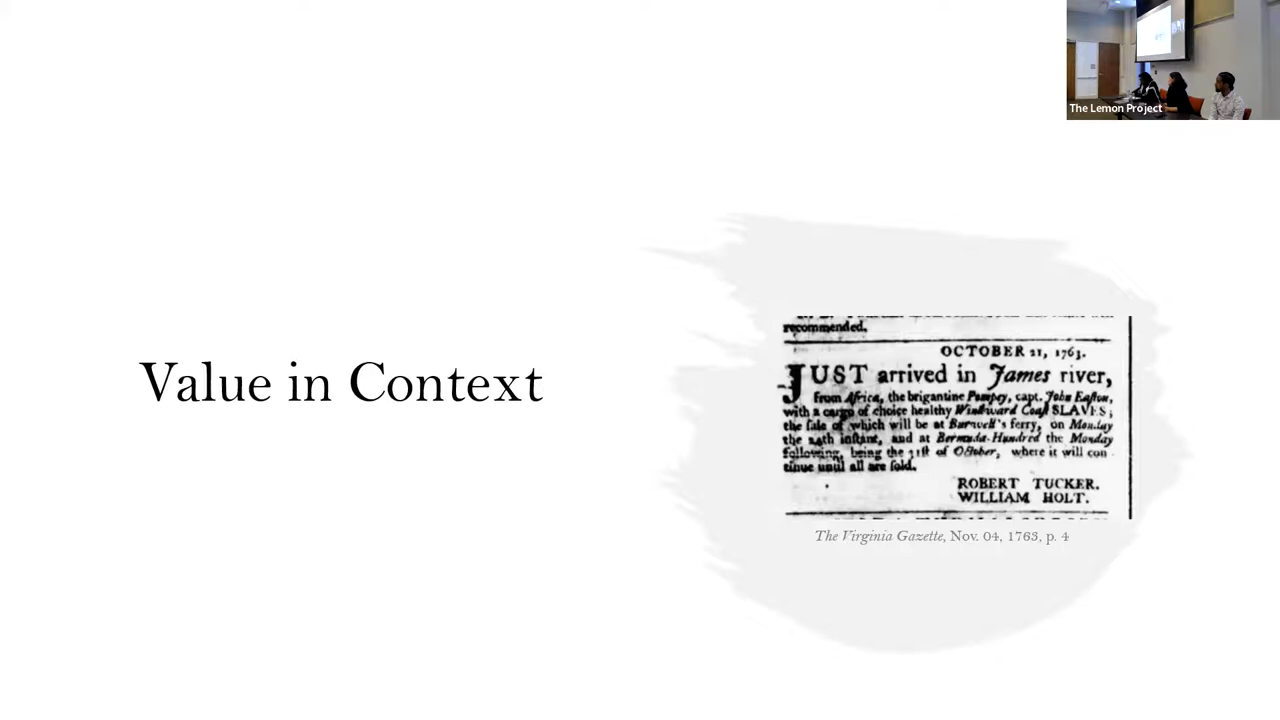 The Lemon Project
Value in Context
recommended.
OCTOBER 21, 1763.
JUST arrived in James river,
from Africa, the brigantine Pompey, capt. John Easton,
with a cargo of choice healthy Windward Coast SLAVES;
the sale of which will be at Burwell's ferry, on Monday
the 24th instant, and at Bermuda-Hundred the Monday
following, being the 31st of October, where it will con
tinue until all are sold.
ROBERT TUCKER.
WILLIAM HOLT.
The Virginia Gazette, Nov. 04, 1763, p. 4